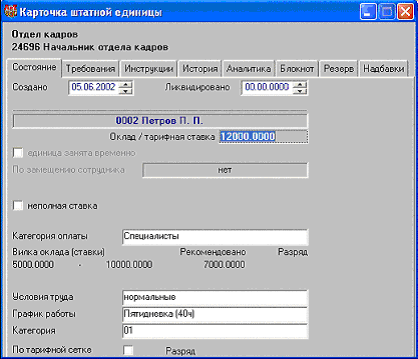 Карточка штатной единицы
Отдел кадров
24696 Начальник отдела кадров
Состояние Требования Инструкции История Аналитика Блокнот Резерв Надбавки
Создано 05.06.2002 Ликвидировано 00.00.0000
0002 Петров П. П.
Оклад / тарифная ставка 12000.0000
единица занята временно
По замещению сотрудника нет
неполная ставка
Категория оплаты Специалисты
Вилка оклада (ставки) Рекомендовано Разряд
5000.0000 - 10000.0000 7000.0000
Условия труда нормальные
График работы Пятидневка (40ч)
Категория 01
По тарифной сетке Разряд